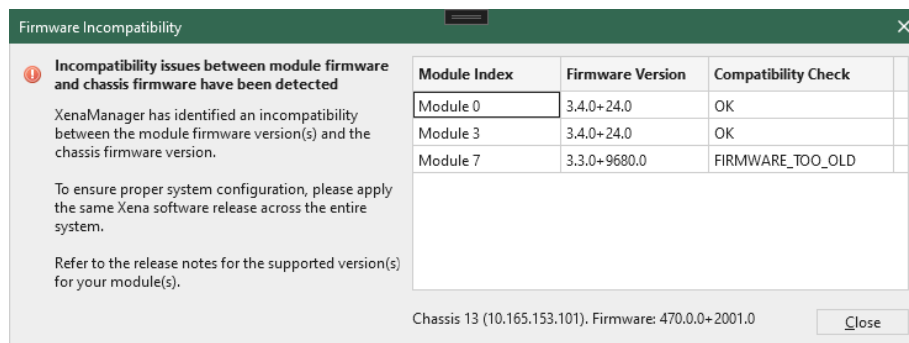 Firmware Incompatibility
Incompatibility issues between module firmware
and chassis firmware have been detected
XenaManager has identified an incompatibility
between the module firmware version(s) and the
chassis firmware version.
To ensure proper system configuration, please apply
the same Xena software release across the entire
system.
Refer to the release notes for the supported version(s)
for your module(s).
Module Index Firmware Version Compatibility Check
Module 0 3.4.0+24.0 OK
Module 3 3.4.0+24.0 OK
Module 7 3.3.0+9680.0 FIRMWARE_TOO_OLD
Chassis 13 (10.165.153.101). Firmware: 470.0.0+2001.0
Close